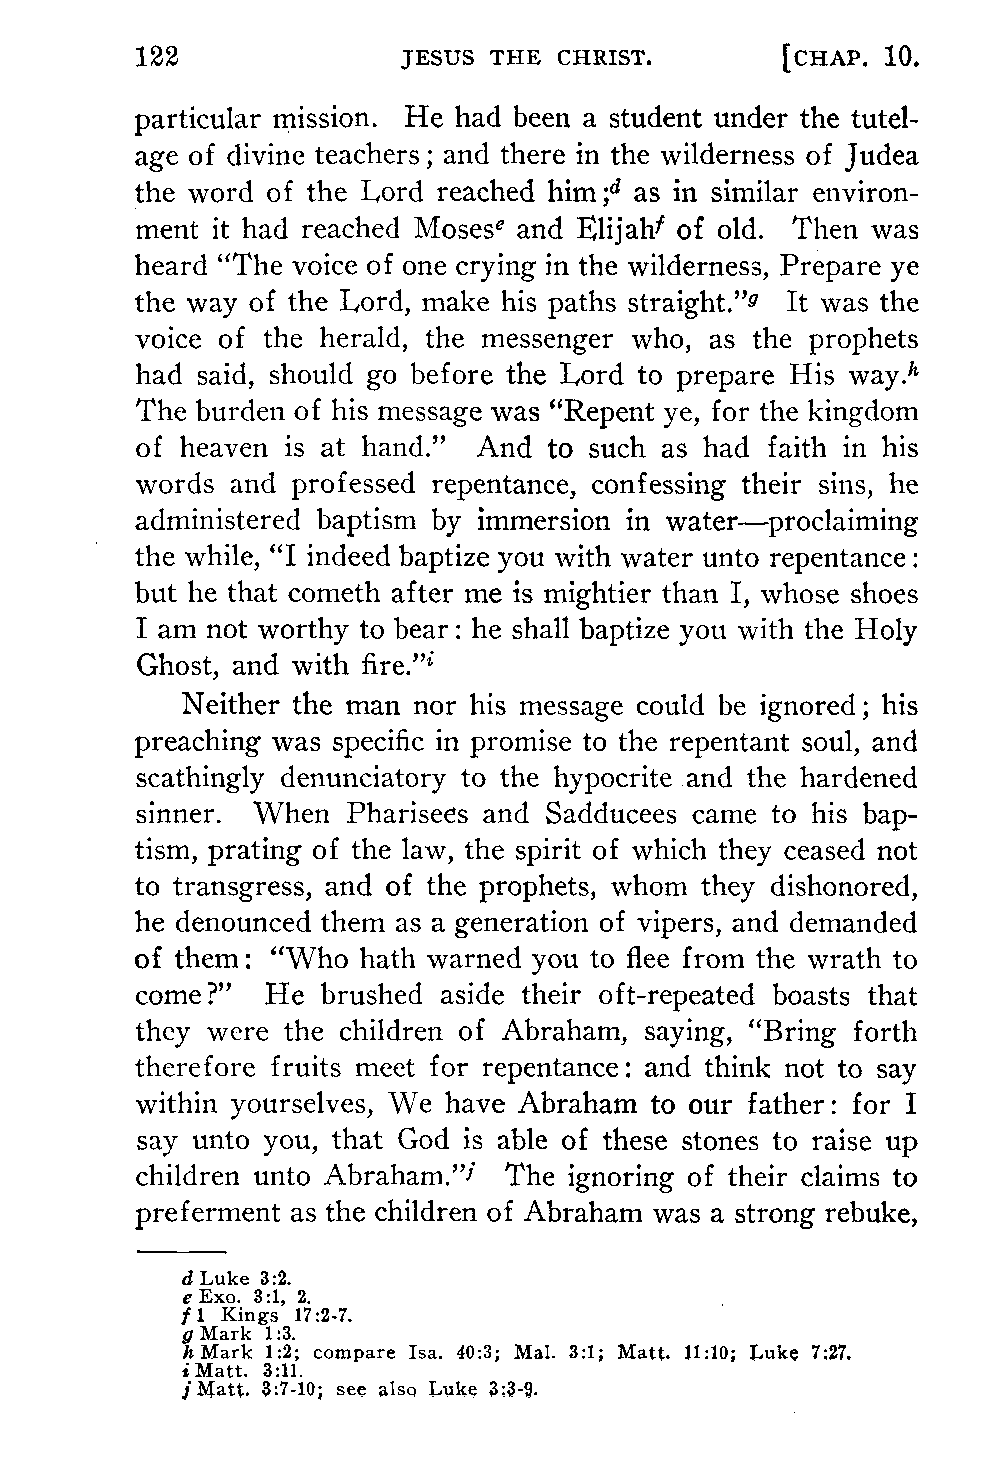 122 JESUS THE CHRIST. [CHAP. 10.
particular mission. He had been a student under the tutel-
age of divine teachers; and there in the wilderness of Judea
the word of the Lord reached him;d as in similar environ-
ment it had reached Mosese and Elijahf of old. Then was
heard “The voice of one crying in the wilderness, Prepare ye
the way of the Lord, make his paths straight.”g It was the
voice of the herald, the messenger who, as the prophets
had said, should go before the Lord to prepare His way.h
The burden of his message was “Repent ye, for the kingdom
of heaven is at hand.” And to such as had faith in his
words and professed repentance, confessing their sins, he
administered baptism by immersion in water—proclaiming
the while, “I indeed baptize you with water unto repentance:
but he that cometh after me is mightier than I, whose shoes
I am not worthy to bear: he shall baptize you with the Holy
Ghost, and with fire.”i
Neither the man nor his message could be ignored; his
preaching was specific in promise to the repentant soul, and
scathingly denunciatory to the hypocrite and the hardened
sinner. When Pharisees and Sadducees came to his bap-
tism, prating of the law, the spirit of which they ceased not
to transgress, and of the prophets, whom they dishonored,
he denounced them as a generation of vipers, and demanded
of them: “Who hath warned you to flee from the wrath to
come?” He brushed aside their oft-repeated boasts that
they were the children of Abraham, saying, “Bring forth
therefore fruits meet for repentance: and think not to say
within yourselves, We have Abraham to our father: for I
say unto you, that God is able of these stones to raise up
children unto Abraham.”j The ignoring of their claims to
preferment as the children of Abraham was a strong rebuke,
d Luke 3:2.
e Exo. 3:1, 2.
f 1 Kings 17:2-7.
g Mark 1:3.
h Mark 1:2; compare Isa. 40:3; Mal. 3:1; Matt. 11:10; Luke 7:27.
i Matt. 3:11.
j Matt. 3:7-10; see also Luke 3:3-9.